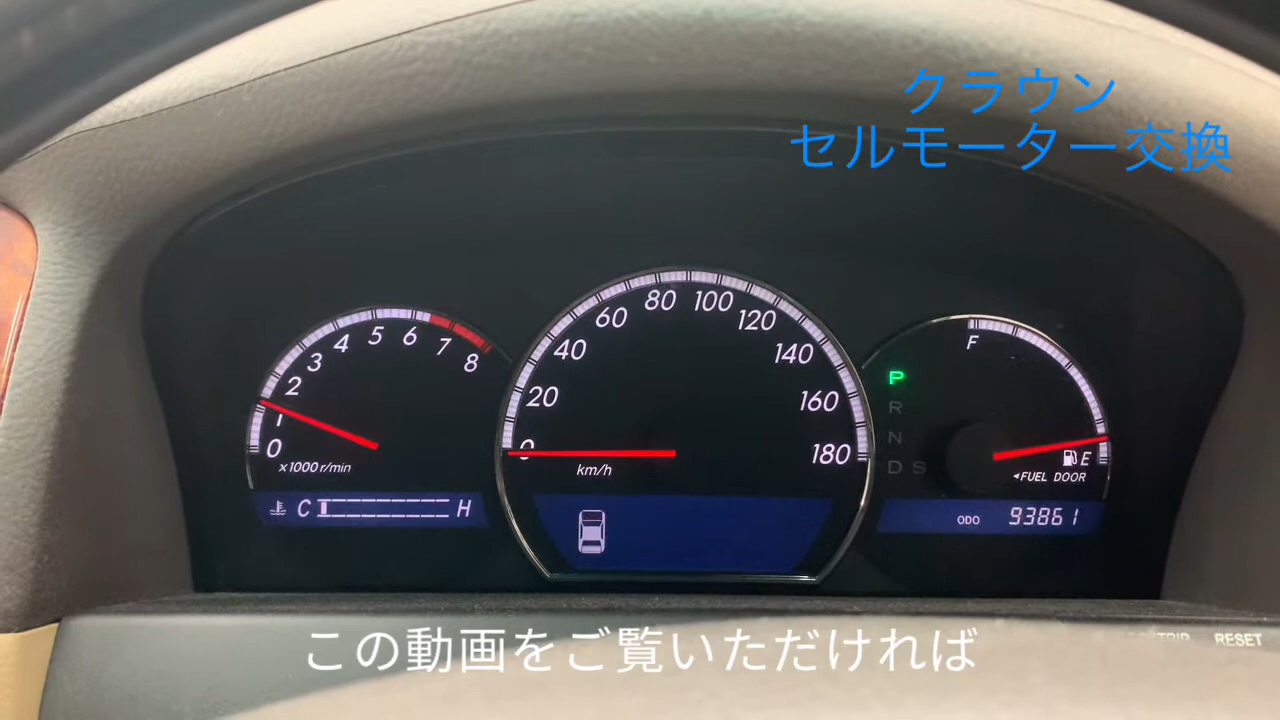 クラウン
セルモーター交換
0 1 2 3 4 5 6 7 8
×1000 r/min
C H
0 20 40 60 80 100 120 140 160 180
km/h
P
R
N
D S
F
E
◂FUEL DOOR
ODO 93861
TRIP RESET
この動画をご覧いただければ